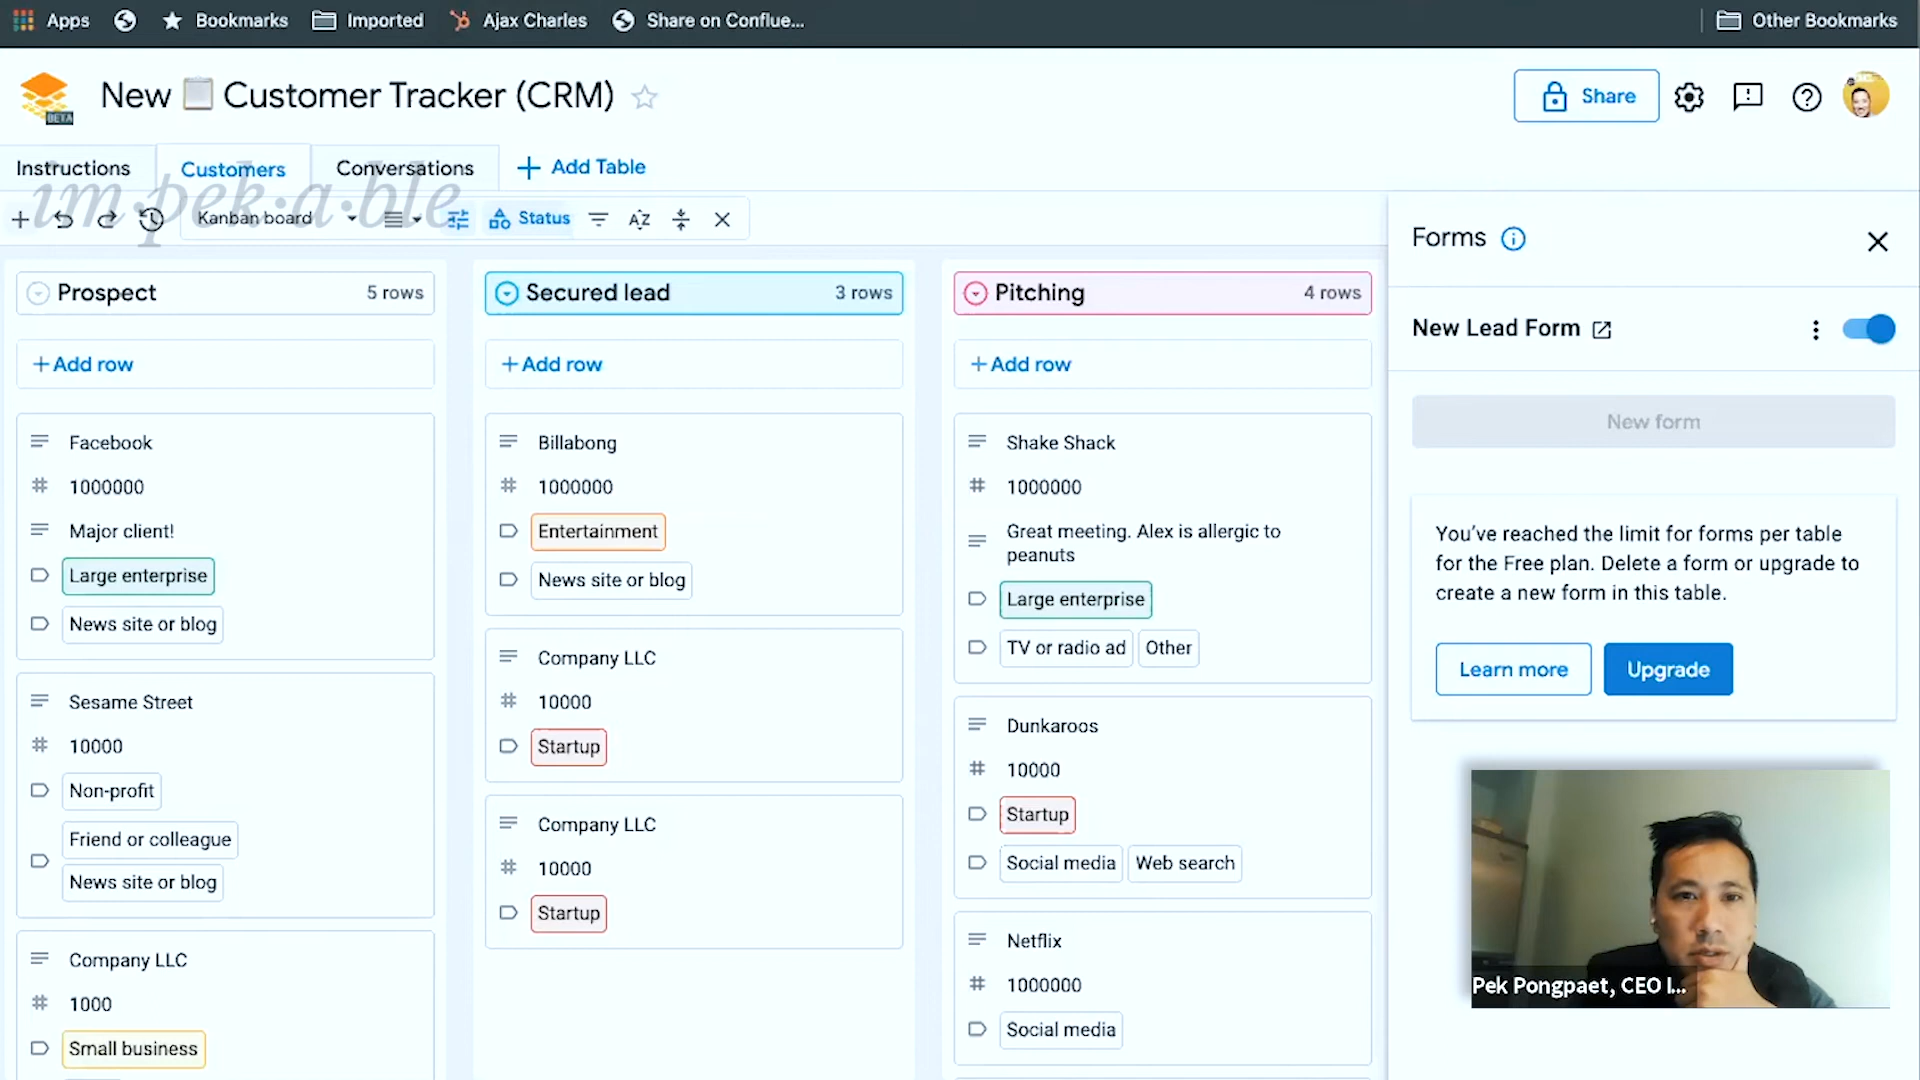 Apps
Bookmarks
Imported
Ajax Charles
Share on Conflue...
Other Bookmarks
BETA
New 📋 Customer Tracker (CRM)
Share
Instructions
Customers
Conversations
+ Add Table
im·pek·a·ble
Kanban board
Status
Forms
Prospect
5 rows
Secured lead
3 rows
Pitching
4 rows
New Lead Form
+Add row
+Add row
+Add row
New form
Facebook
1000000
Major client!
Large enterprise
News site or blog
Sesame Street
10000
Non-profit
Friend or colleague
News site or blog
Company LLC
1000
Small business
Billabong
1000000
Entertainment
News site or blog
Company LLC
10000
Startup
Company LLC
10000
Startup
Shake Shack
1000000
Great meeting. Alex is allergic to
peanuts
Large enterprise
TV or radio ad
Other
Dunkaroos
10000
Startup
Social media
Web search
Netflix
1000000
Social media
You've reached the limit for forms per table
for the Free plan. Delete a form or upgrade to
create a new form in this table.
Learn more
Upgrade
Pek Pongpaet, CEO I...